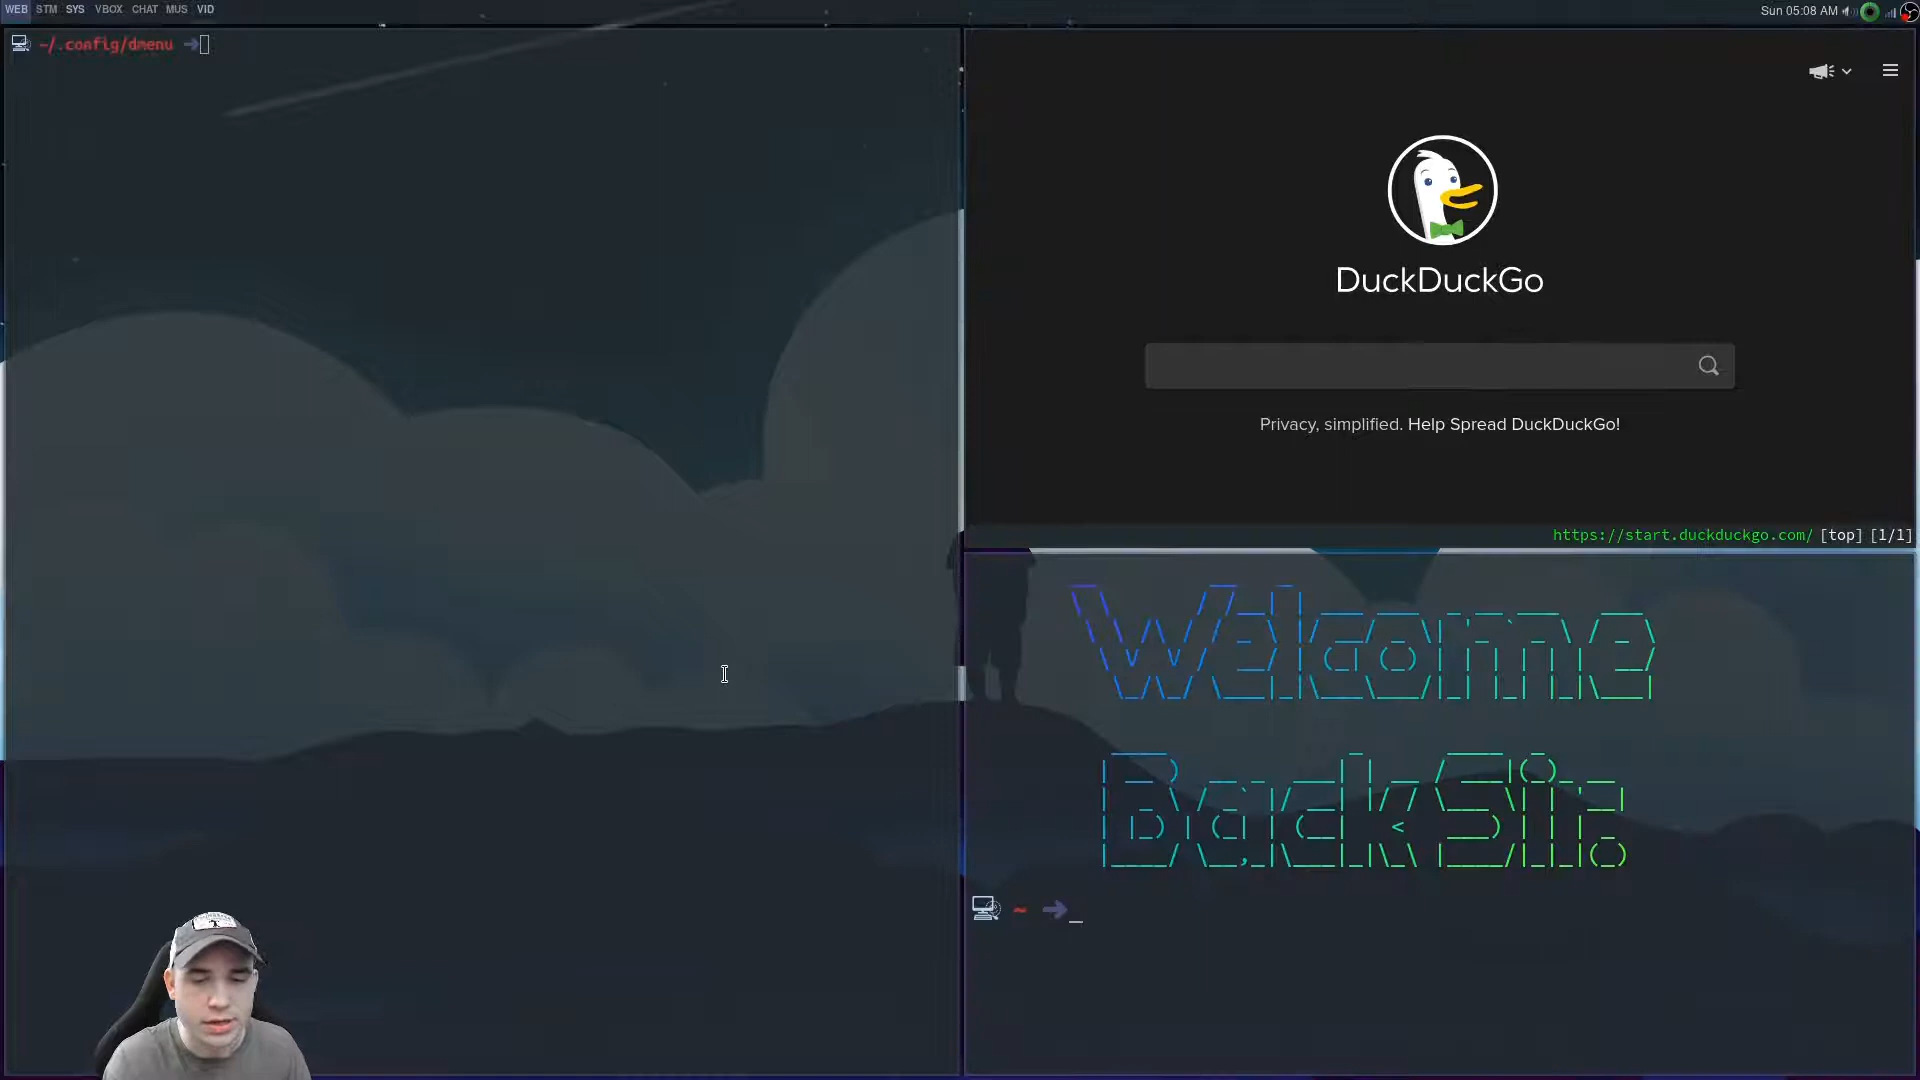 WEB STM SYS VBOX CHAT MUS VID
Sun 05:08 AM
~/.config/dmenu ➜
DuckDuckGo
Privacy, simplified. Help Spread DuckDuckGo!
https://start.duckduckgo.com/ [top] [1/1]
Welcome
Back Sir.
~ ➜_